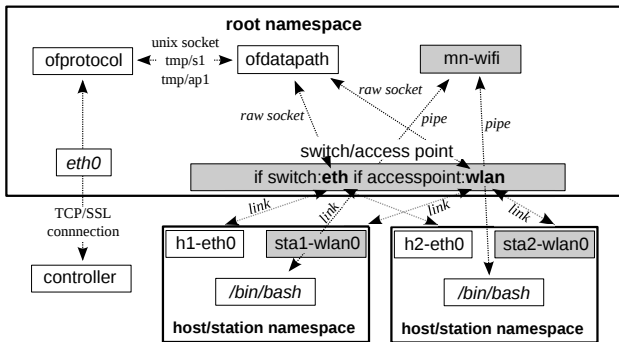 root namespace
ofprotocol
unix socket
tmp/s1
tmp/ap1
ofdatapath
mn-wifi
raw socket
raw socket
pipe
pipe
eth0
switch/access point
if switch:eth if accesspoint:wlan
TCP/SSL
connnection
controller
link
link
link
link
h1-eth0
sta1-wlan0
h2-eth0
sta2-wlan0
/bin/bash
/bin/bash
host/station namespace
host/station namespace